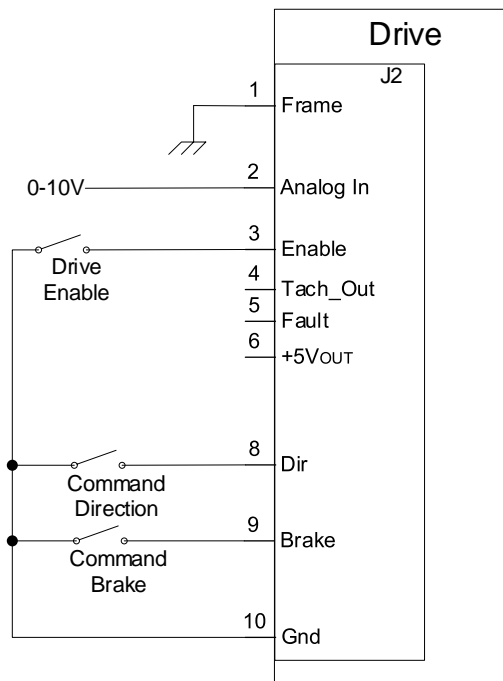 Drive
J2
1
Frame
2
0-10V
Analog In
3
Enable
Drive
Enable
4
Tach_Out
5
Fault
6
+5VOUT
8
Dir
Command
Direction
9
Brake
Command
Brake
10
Gnd